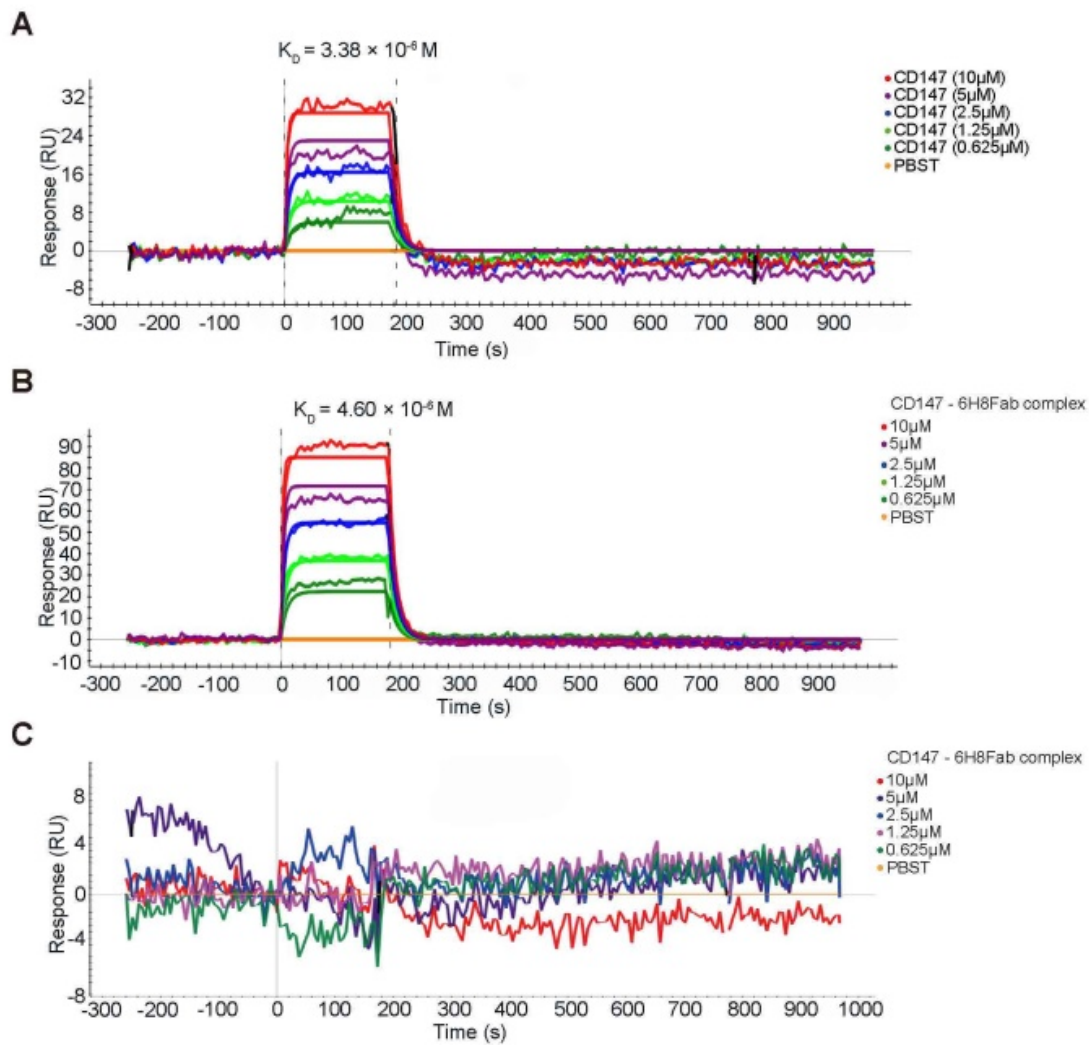 A
K_D = 3.38 × 10⁻⁶ M
Response (RU)
32
24
16
8
0
-8
-300 -200 -100 0 100 200 300 400 500 600 700 800 900
Time (s)
CD147 (10μM)
CD147 (5μM)
CD147 (2.5μM)
CD147 (1.25μM)
CD147 (0.625μM)
PBST
B
K_D = 4.60 × 10⁻⁶ M
Response (RU)
90
80
70
60
50
40
30
20
10
0
-10
-300 -200 -100 0 100 200 300 400 500 600 700 800 900
Time (s)
CD147 - 6H8Fab complex
10μM
5μM
2.5μM
1.25μM
0.625μM
PBST
C
Response (RU)
8
4
0
-4
-8
-300 -200 -100 0 100 200 300 400 500 600 700 800 900 1000
Time (s)
CD147 - 6H8Fab complex
10μM
5μM
2.5μM
1.25μM
0.625μM
PBST